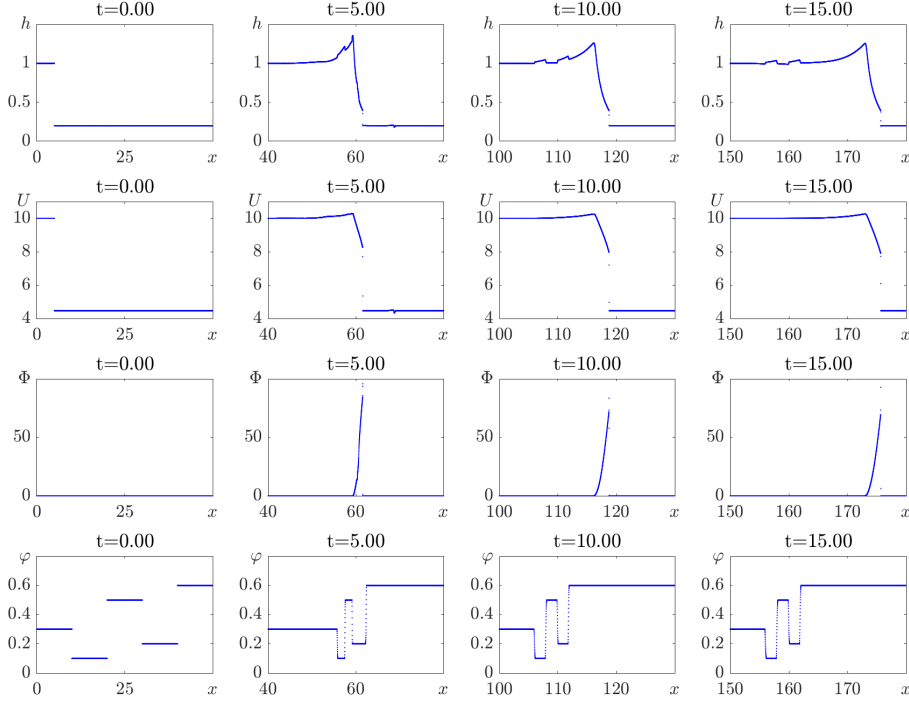 t=0.00 t=5.00 t=10.00 t=15.00
h h h h
1 1 1 1
0.5 0.5 0.5 0.5
0 0 0 0
0 25 x 40 60 x 100 110 120 x 150 160 170 x
t=0.00 t=5.00 t=10.00 t=15.00
U U U U
10 10 10 10
8 8 8 8
6 6 6 6
4 4 4 4
0 25 x 40 60 x 100 110 120 x 150 160 170 x
t=0.00 t=5.00 t=10.00 t=15.00
Φ Φ Φ Φ
50 50 50 50
0 0 0 0
0 25 x 40 60 x 100 110 120 x 150 160 170 x
t=0.00 t=5.00 t=10.00 t=15.00
φ φ φ φ
0.6 0.6 0.6 0.6
0.4 0.4 0.4 0.4
0.2 0.2 0.2 0.2
0 0 0 0
0 25 x 40 60 x 100 110 120 x 150 160 170 x